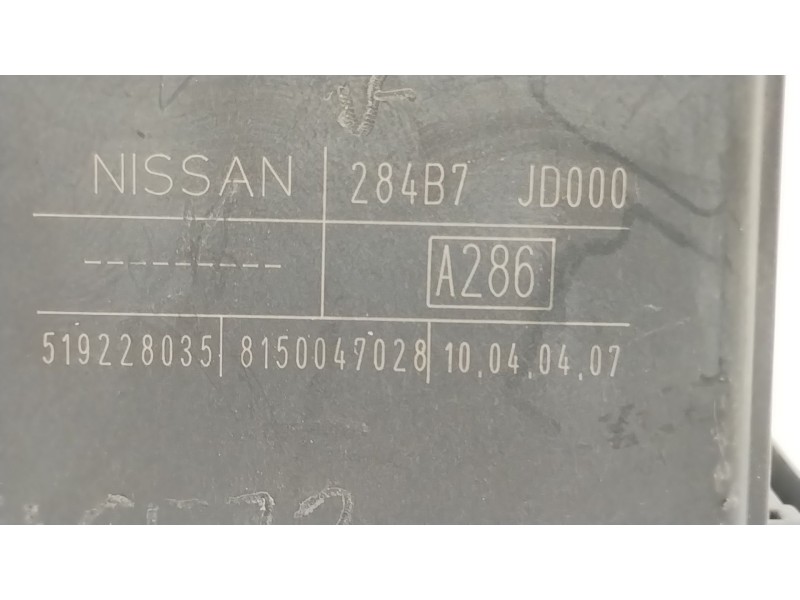 NISSAN 284B7 JD000
--------- A286
519228035 8150047028 10.04.04.07